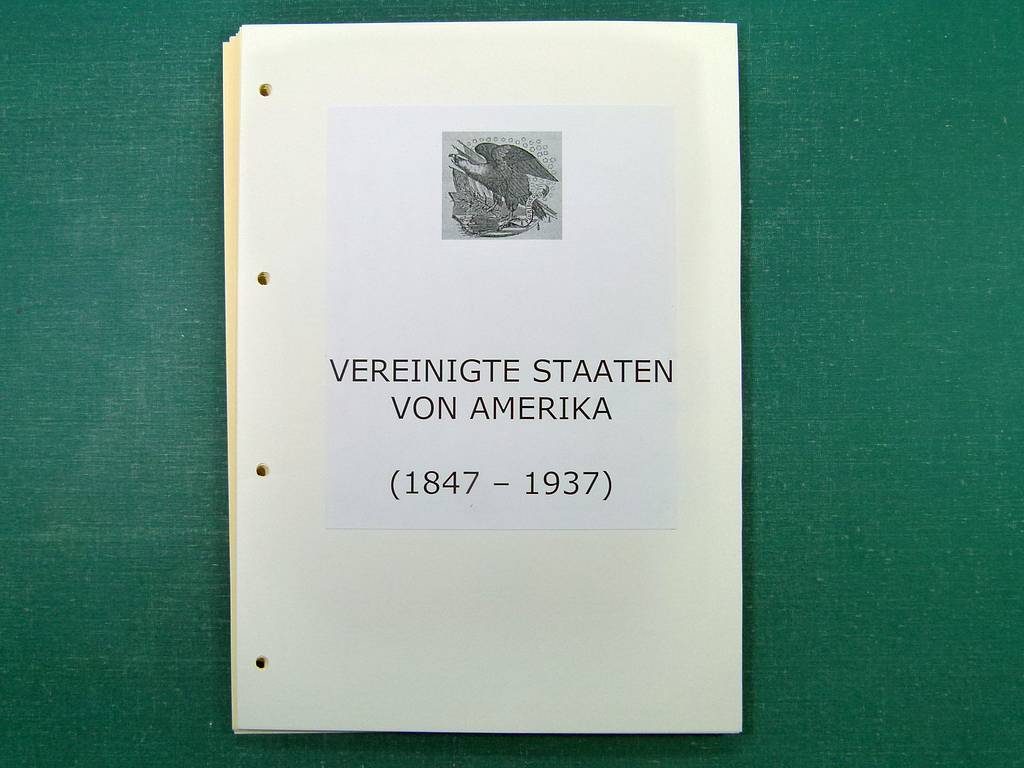 VEREINIGTE STAATEN
VON AMERIKA
(1847 – 1937)